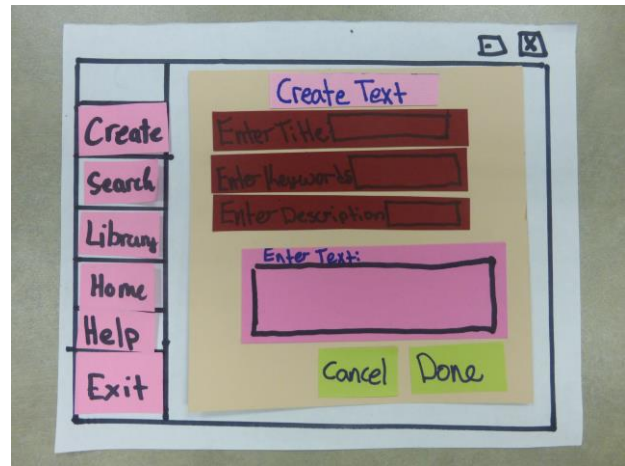 X
Create Text
Create
Enter Title
Search
Enter Keywords
Enter Description
Library
Enter Text:
Home
Help
Cancel Done
Exit